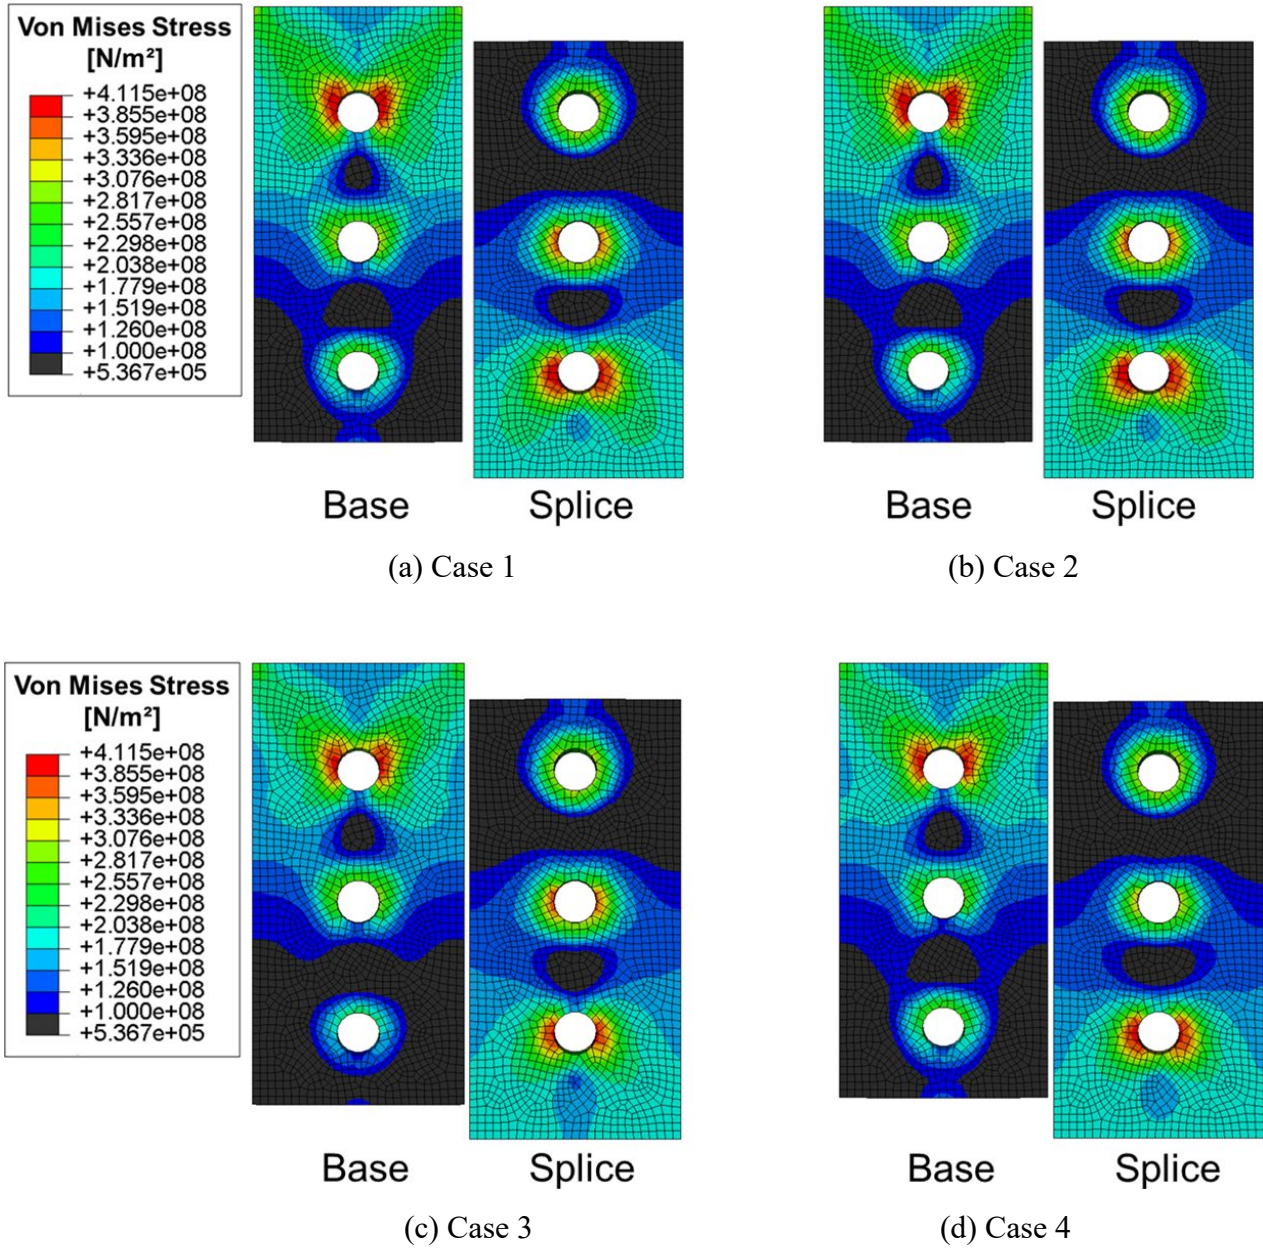 Von Mises Stress
[N/m²]
+4.115e+08
+3.855e+08
+3.595e+08
+3.336e+08
+3.076e+08
+2.817e+08
+2.557e+08
+2.298e+08
+2.038e+08
+1.779e+08
+1.519e+08
+1.260e+08
+1.000e+08
+5.367e+05
Base
Splice
Base
Splice
(a) Case 1
(b) Case 2
Von Mises Stress
[N/m²]
+4.115e+08
+3.855e+08
+3.595e+08
+3.336e+08
+3.076e+08
+2.817e+08
+2.557e+08
+2.298e+08
+2.038e+08
+1.779e+08
+1.519e+08
+1.260e+08
+1.000e+08
+5.367e+05
Base
Splice
Base
Splice
(c) Case 3
(d) Case 4